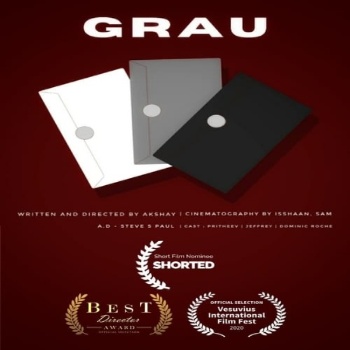 GRAU
WRITTEN AND DIRECTED BY AKSHAY | CINEMATOGRAPHY BY ISSHAAN, SAM
A.D - STEVE S PAUL | CAST : PRITHEEV | JEFFREY | DOMINIC ROCHE
Short Film Nominee
SHORTED
BEST
Director
AWARD
OFFICIAL SELECTION
Vesuvius
International
Film Fest
2020